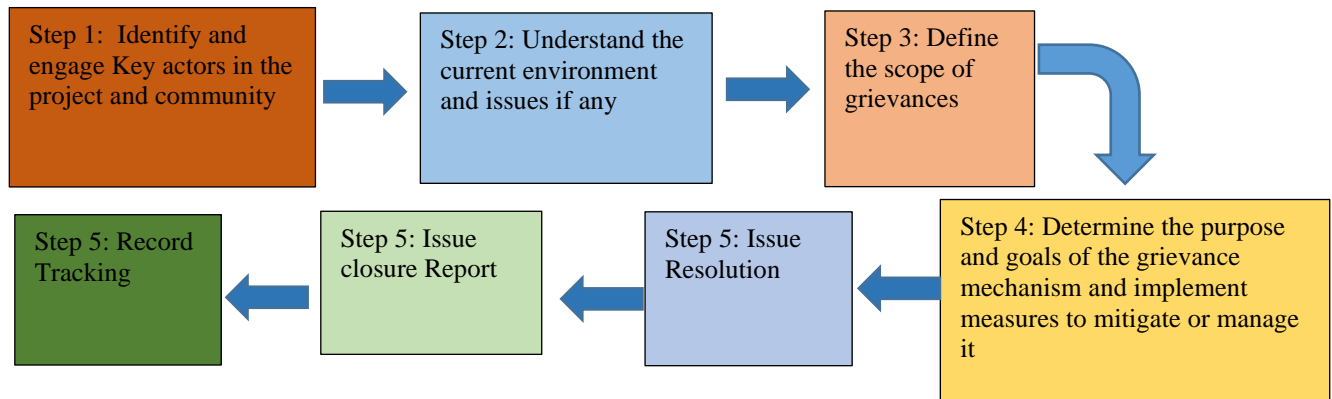 Step 1:  Identify and
engage Key actors in the
project and community
Step 2: Understand the
current environment
and issues if any
Step 3: Define
the scope of
grievances
Step 4: Determine the purpose
and goals of the grievance
mechanism and implement
measures to mitigate or manage
it
Step 5: Issue
Resolution
Step 5: Issue
closure Report
Step 5: Record
Tracking